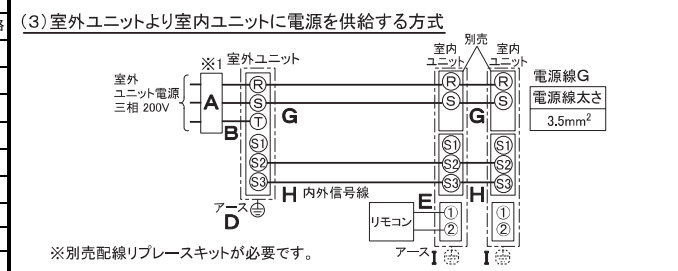 格
(3)室外ユニットより室内ユニットに電源を供給する方式
別売
※1 室外ユニット
室内
ユニット
室内
ユニット
室外
ユニット電源
三相 200V
A
B
R
S
T
G
R
S
G
R
S
電源線G
電源線太さ
3.5mm²
S1
S2
S3
S1
S2
S3
S1
S2
S3
H 内外信号線
H
アース
D
E
リモコン
①
②
①
②
アース I
I
※別売配線リプレースキットが必要です。